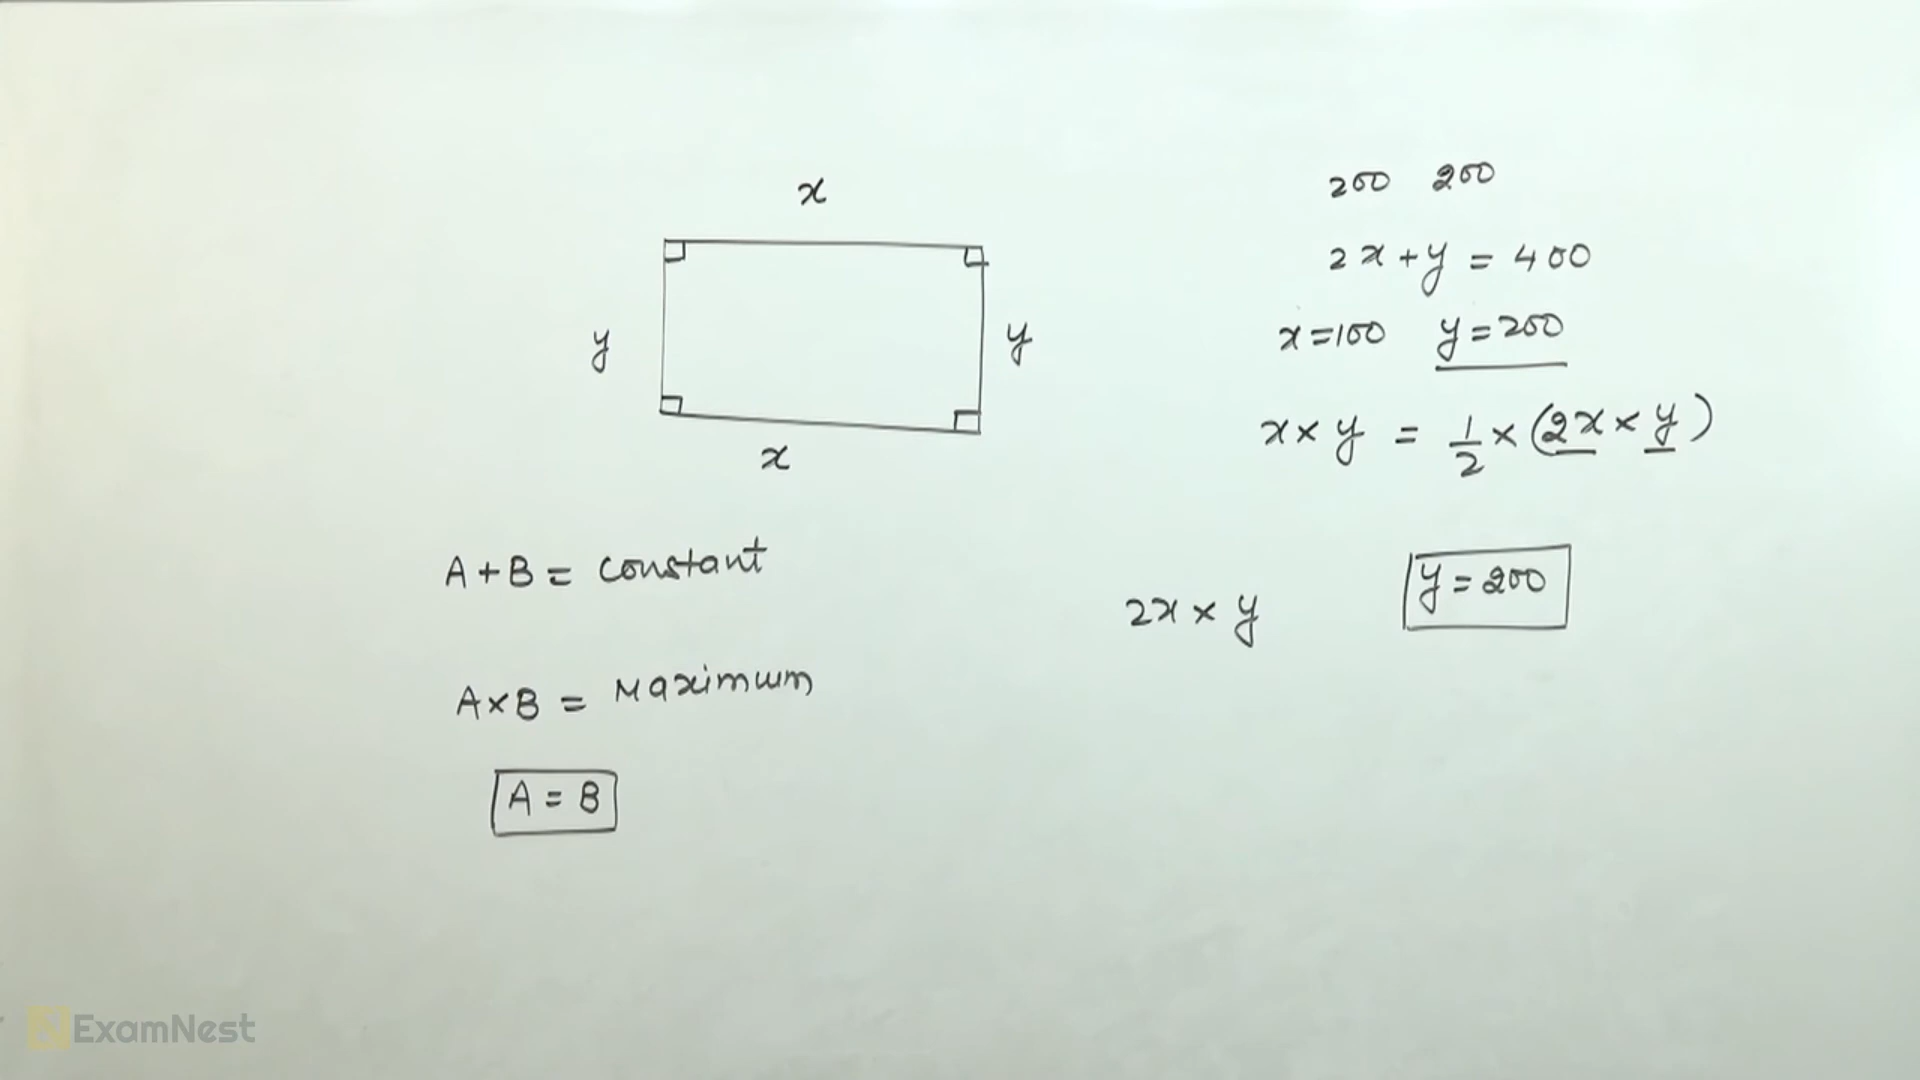 x
y
y
x
A + B = constant
A × B = Maximum
A = B
200 200
2x + y = 400
x = 100 y = 200
x × y = 1/2 × (2x × y)
y = 200
2x × y
ExamNest